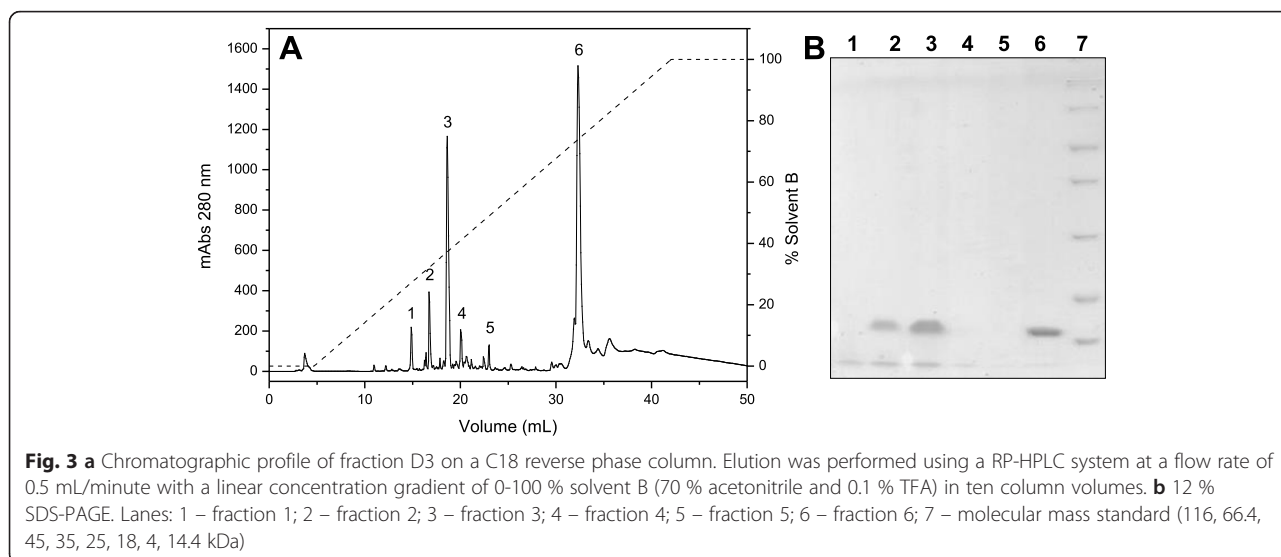 A
1600
1400
1200
1000
800
600
400
200
0
mAbs 280 nm
0
10
20
30
40
50
Volume (mL)
100
80
60
40
20
0
% Solvent B
1
2
3
4
5
6
B
1 2 3 4 5 6 7
Fig. 3 a Chromatographic profile of fraction D3 on a C18 reverse phase column. Elution was performed using a RP-HPLC system at a flow rate of
0.5 mL/minute with a linear concentration gradient of 0-100 % solvent B (70 % acetonitrile and 0.1 % TFA) in ten column volumes. b 12 %
SDS-PAGE. Lanes: 1 – fraction 1; 2 – fraction 2; 3 – fraction 3; 4 – fraction 4; 5 – fraction 5; 6 – fraction 6; 7 – molecular mass standard (116, 66.4,
45, 35, 25, 18, 4, 14.4 kDa)